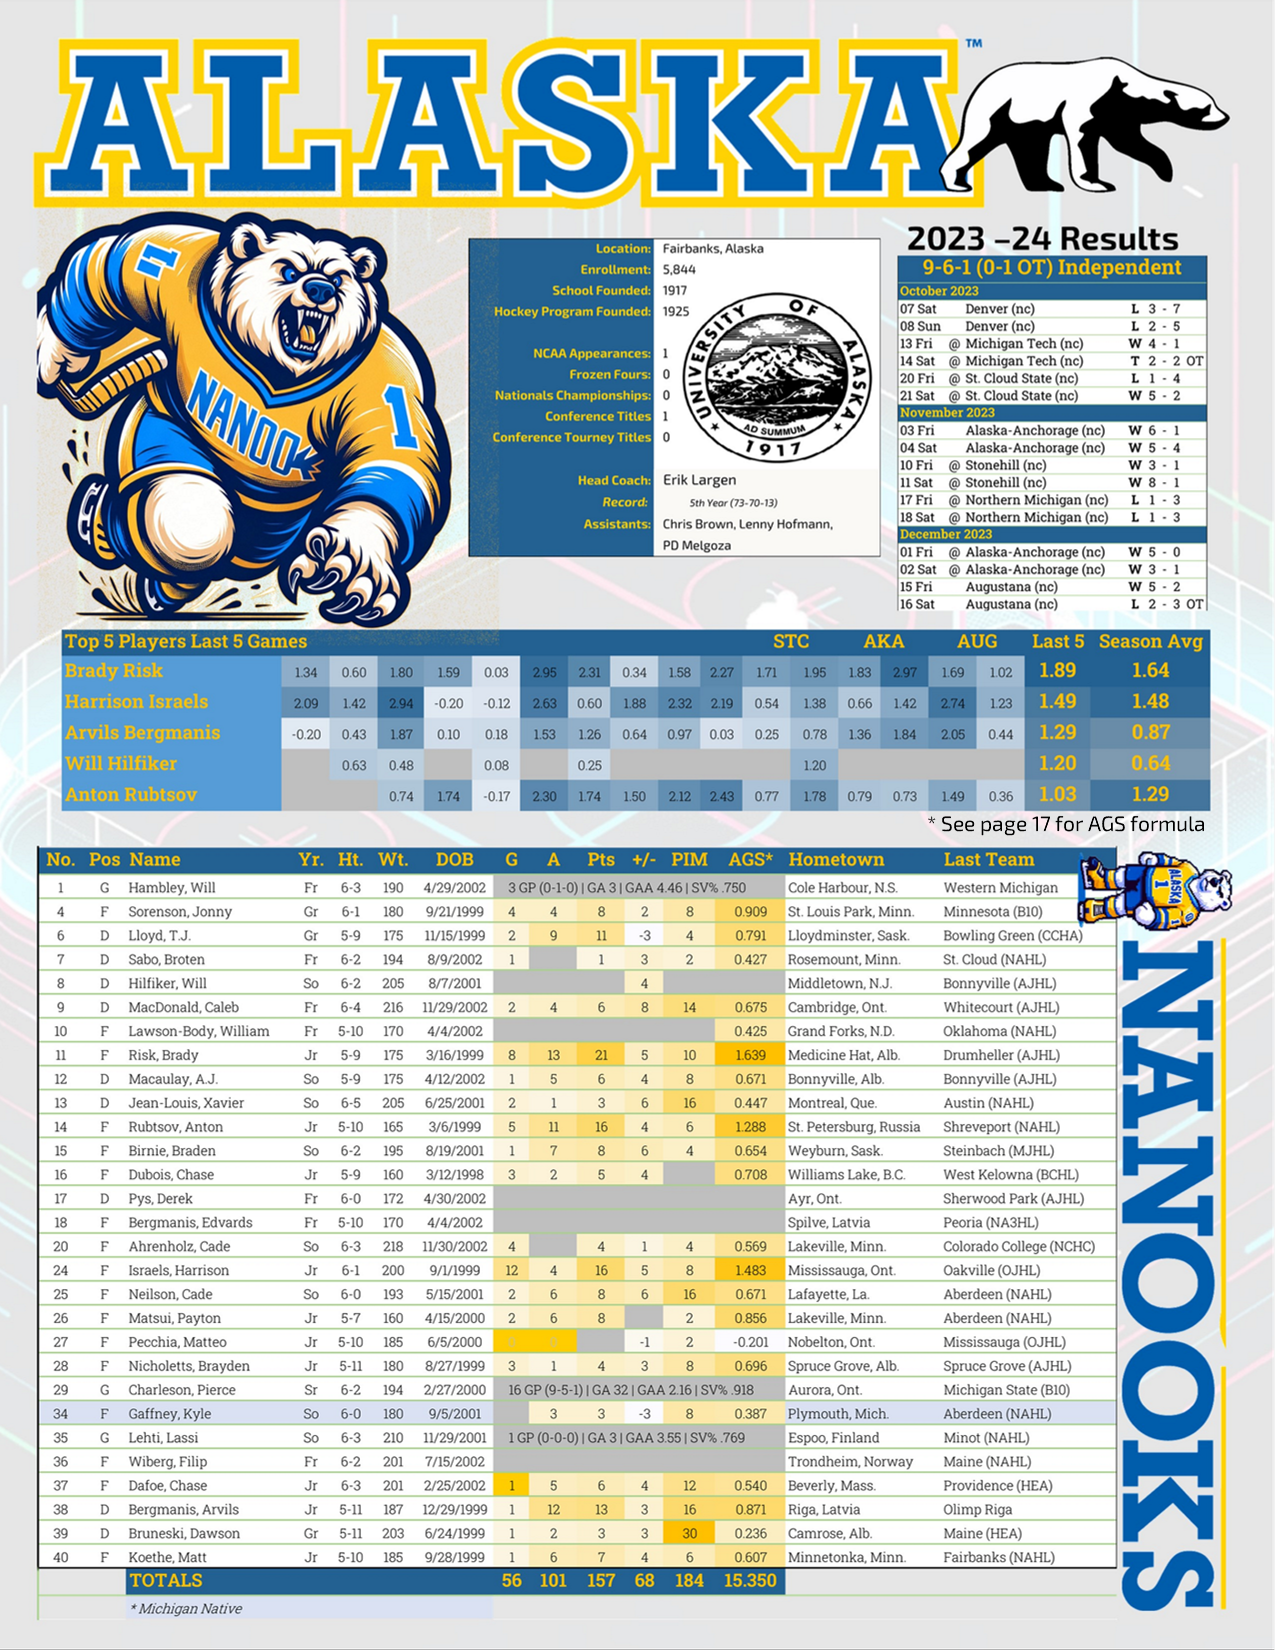 ALASKA™
NANOOK
1
Location: Fairbanks, Alaska
Enrollment: 5,844
School Founded: 1917
Hockey Program Founded: 1925
NCAA Appearances: 1
Frozen Fours: 0
Nationals Championships: 0
Conference Titles 1
Conference Tourney Titles 0
Head Coach: Erik Largen
Record: 5th Year (73-70-13)
Assistants: Chris Brown, Lenny Hofmann,
PD Melgoza
UNIVERSITY OF ALASKA
AD SUMMUM
1917
2023 –24 Results
9-6-1 (0-1 OT) Independent
October 2023
07 Sat Denver (nc) L 3 - 7
08 Sun Denver (nc) L 2 - 5
13 Fri @ Michigan Tech (nc) W 4 - 1
14 Sat @ Michigan Tech (nc) T 2 - 2 OT
20 Fri @ St. Cloud State (nc) L 1 - 4
21 Sat @ St. Cloud State (nc) W 5 - 2
November 2023
03 Fri Alaska-Anchorage (nc) W 6 - 1
04 Sat Alaska-Anchorage (nc) W 5 - 4
10 Fri @ Stonehill (nc) W 3 - 1
11 Sat @ Stonehill (nc) W 8 - 1
17 Fri @ Northern Michigan (nc) L 1 - 3
18 Sat @ Northern Michigan (nc) L 1 - 3
December 2023
01 Fri @ Alaska-Anchorage (nc) W 5 - 0
02 Sat @ Alaska-Anchorage (nc) W 3 - 1
15 Fri Augustana (nc) W 5 - 2
16 Sat Augustana (nc) L 2 - 3 OT
Top 5 Players Last 5 Games STC AKA AUG Last 5 Season Avg
Brady Risk 1.34 0.60 1.80 1.59 0.03 2.95 2.31 0.34 1.58 2.27 1.71 1.95 1.83 2.97 1.69 1.02 1.89 1.64
Harrison Israels 2.09 1.42 2.94 -0.20 -0.12 2.63 0.60 1.88 2.32 2.19 0.54 1.38 0.66 1.42 2.74 1.23 1.49 1.48
Arvils Bergmanis -0.20 0.43 1.87 0.10 0.18 1.53 1.26 0.64 0.97 0.03 0.25 0.78 1.36 1.84 2.05 0.44 1.29 0.87
Will Hilfiker 0.63 0.48 0.08 0.25 1.20 1.20 0.64
Anton Rubtsov 0.74 1.74 -0.17 2.30 1.74 1.50 2.12 2.43 0.77 1.78 0.79 0.73 1.49 0.36 1.03 1.29
* See page 17 for AGS formula
No. Pos Name Yr. Ht. Wt. DOB G A Pts +/- PIM AGS* Hometown Last Team
1 G Hambley, Will Fr 6-3 190 4/29/2002 3 GP (0-1-0) | GA 3 | GAA 4.46 | SV% .750 Cole Harbour, N.S. Western Michigan
4 F Sorenson, Jonny Gr 6-1 180 9/21/1999 4 4 8 2 8 0.909 St. Louis Park, Minn. Minnesota (B10)
6 D Lloyd, T.J. Gr 5-9 175 11/15/1999 2 9 11 -3 4 0.791 Lloydminster, Sask. Bowling Green (CCHA)
7 D Sabo, Broten Fr 6-2 194 8/9/2002 1 1 3 2 0.427 Rosemount, Minn. St. Cloud (NAHL)
8 D Hilfiker, Will So 6-2 205 8/7/2001 4 Middletown, N.J. Bonnyville (AJHL)
9 D MacDonald, Caleb Fr 6-4 216 11/29/2002 2 4 6 8 14 0.675 Cambridge, Ont. Whitecourt (AJHL)
10 F Lawson-Body, William Fr 5-10 170 4/4/2002 0.425 Grand Forks, N.D. Oklahoma (NAHL)
11 F Risk, Brady Jr 5-9 175 3/16/1999 8 13 21 5 10 1.639 Medicine Hat, Alb. Drumheller (AJHL)
12 D Macaulay, A.J. So 5-9 175 4/12/2002 1 5 6 4 8 0.671 Bonnyville, Alb. Bonnyville (AJHL)
13 D Jean-Louis, Xavier So 6-5 205 6/25/2001 2 1 3 6 16 0.447 Montreal, Que. Austin (NAHL)
14 F Rubtsov, Anton Jr 5-10 165 3/6/1999 5 11 16 4 6 1.288 St. Petersburg, Russia Shreveport (NAHL)
15 F Birnie, Braden So 6-2 195 8/19/2001 1 7 8 6 4 0.654 Weyburn, Sask. Steinbach (MJHL)
16 F Dubois, Chase Jr 5-9 160 3/12/1998 3 2 5 4 0.708 Williams Lake, B.C. West Kelowna (BCHL)
17 D Pys, Derek Fr 6-0 172 4/30/2002 Ayr, Ont. Sherwood Park (AJHL)
18 F Bergmanis, Edvards Fr 5-10 170 4/4/2002 Spilve, Latvia Peoria (NA3HL)
20 F Ahrenholz, Cade So 6-3 218 11/30/2002 4 4 1 4 0.569 Lakeville, Minn. Colorado College (NCHC)
24 F Israels, Harrison Jr 6-1 200 9/1/1999 12 4 16 5 8 1.483 Mississauga, Ont. Oakville (OJHL)
25 F Neilson, Cade So 6-0 193 5/15/2001 2 6 8 6 16 0.671 Lafayette, La. Aberdeen (NAHL)
26 F Matsui, Payton Jr 5-7 160 4/15/2000 2 6 8 2 0.856 Lakeville, Minn. Aberdeen (NAHL)
27 F Pecchia, Matteo Jr 5-10 185 6/5/2000 -1 2 -0.201 Nobelton, Ont. Mississauga (OJHL)
28 F Nicholetts, Brayden Jr 5-11 180 8/27/1999 3 1 4 3 8 0.696 Spruce Grove, Alb. Spruce Grove (AJHL)
29 G Charleson, Pierce Sr 6-2 194 2/27/2000 16 GP (9-5-1) | GA 32 | GAA 2.16 | SV% .918 Aurora, Ont. Michigan State (B10)
34 F Gaffney, Kyle So 6-0 180 9/5/2001 3 3 -3 8 0.387 Plymouth, Mich. Aberdeen (NAHL)
35 G Lehti, Lassi So 6-3 210 11/29/2001 1 GP (0-0-0) | GA 3 | GAA 3.55 | SV% .769 Espoo, Finland Minot (NAHL)
36 F Wiberg, Filip Fr 6-2 201 7/15/2002 Trondheim, Norway Maine (NAHL)
37 F Dafoe, Chase Jr 6-3 201 2/25/2002 1 5 6 4 12 0.540 Beverly, Mass. Providence (HEA)
38 D Bergmanis, Arvils Jr 5-11 187 12/29/1999 1 12 13 3 16 0.871 Riga, Latvia Olimp Riga
39 D Bruneski, Dawson Gr 5-11 203 6/24/1999 1 2 3 3 30 0.236 Camrose, Alb. Maine (HEA)
40 F Koethe, Matt Jr 5-10 185 9/28/1999 1 6 7 4 6 0.607 Minnetonka, Minn. Fairbanks (NAHL)
TOTALS 56 101 157 68 184 15.350
* Michigan Native
ALASKA
1
NANOOKS